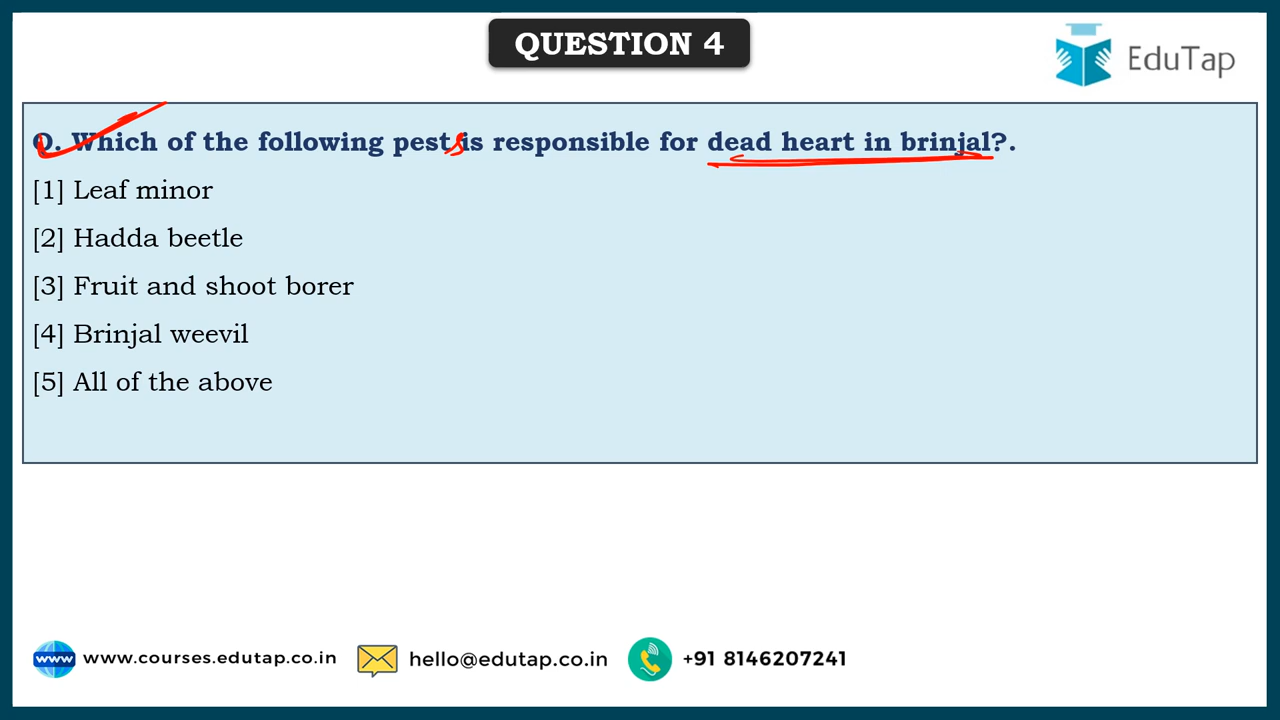 QUESTION 4
EduTap
Q. Which of the following pest,s is responsible for dead heart in brinjal?.
[1] Leaf minor
[2] Hadda beetle
[3] Fruit and shoot borer
[4] Brinjal weevil
[5] All of the above
www www.courses.edutap.co.in hello@edutap.co.in +91 8146207241